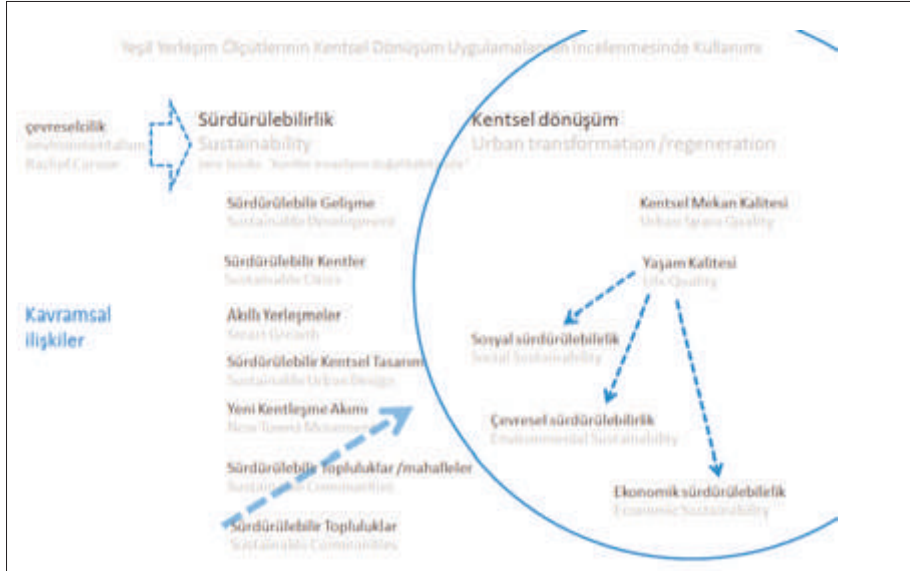 Yeşil Yerleşim Ölçütlerinin Kentsel Dönüşüm Uygulamalarının İncelenmesinde Kullanımı
çevreselcilik
environmentalism
Rachel Carson
Sürdürülebilirlik
Sustainability
Kentsel dönüşüm
Urban transformation /regeneration
Sürdürülebilir Gelişme
Sustainable Development
Kentsel Mekan Kalitesi
Urban Space Quality
Sürdürülebilir Kentler
Sustainable Cities
Yaşam Kalitesi
Life Quality
Kavramsal
ilişkiler
Akıllı Yerleşmeler
Smart Growth
Sosyal sürdürülebilirlik
Social Sustainability
Sürdürülebilir Kentsel Tasarım
Sustainable Urban Design
Yeni Kentleşme Akımı
New Towns Movement
Çevresel sürdürülebilirlik
Environmental Sustainability
Sürdürülebilir Topluluklar /mahalleler
Sustainable Communities
Ekonomik sürdürülebilirlik
Economic Sustainability
Sürdürülebilir Topluluklar
Sustainable Communities